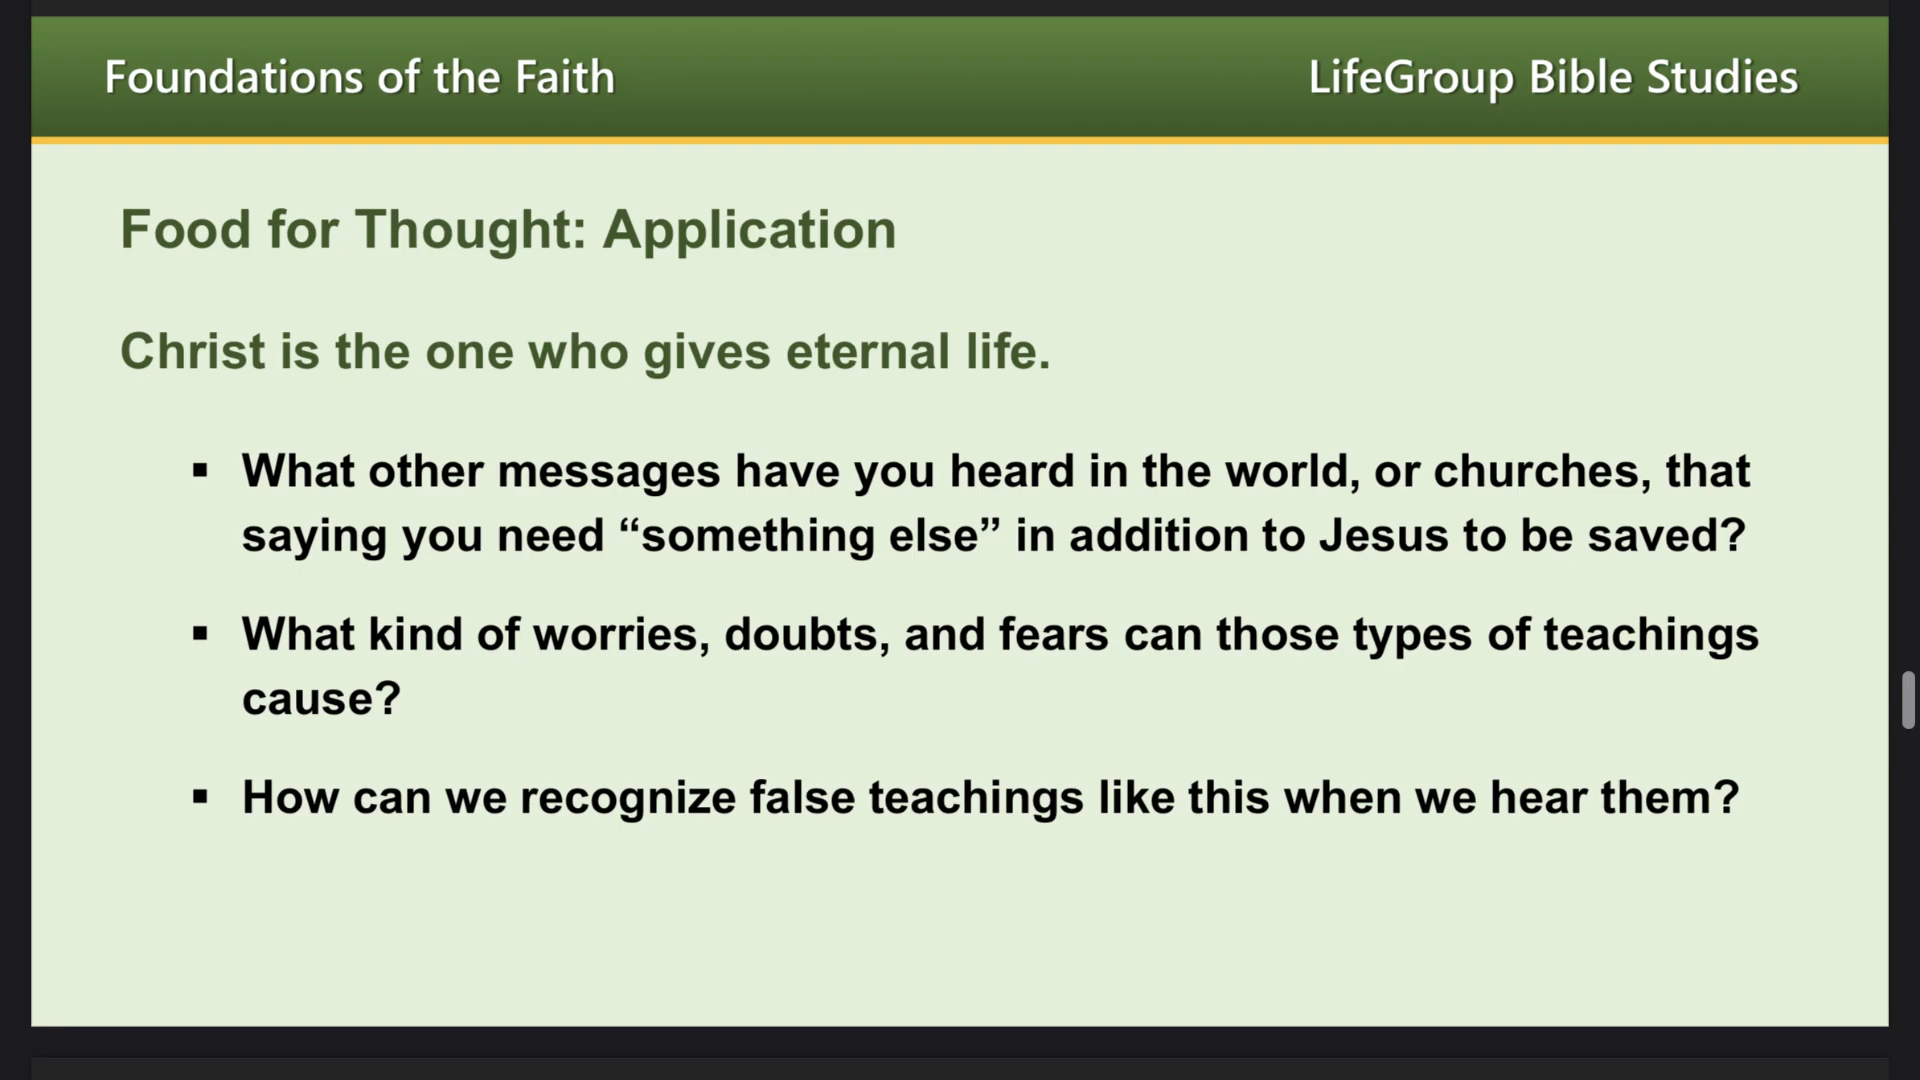 Foundations of the Faith
LifeGroup Bible Studies
Food for Thought: Application
Christ is the one who gives eternal life.
▪ What other messages have you heard in the world, or churches, that
saying you need “something else” in addition to Jesus to be saved?
▪ What kind of worries, doubts, and fears can those types of teachings
cause?
▪ How can we recognize false teachings like this when we hear them?